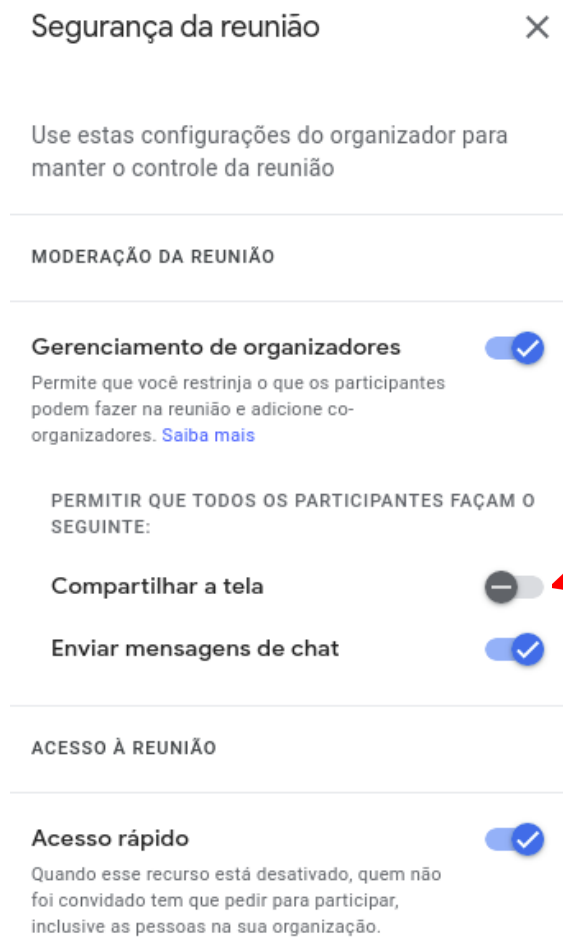 Segurança da reunião
Use estas configurações do organizador para
manter o controle da reunião
MODERAÇÃO DA REUNIÃO
Gerenciamento de organizadores
Permite que você restrinja o que os participantes
podem fazer na reunião e adicione co-
organizadores. Saiba mais
PERMITIR QUE TODOS OS PARTICIPANTES FAÇAM O
SEGUINTE:
Compartilhar a tela
Enviar mensagens de chat
ACESSO À REUNIÃO
Acesso rápido
Quando esse recurso está desativado, quem não
foi convidado tem que pedir para participar,
inclusive as pessoas na sua organização.